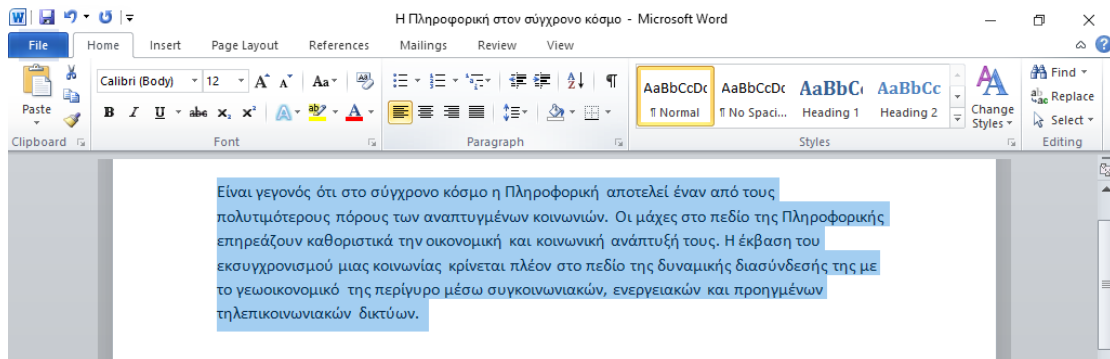 Η Πληροφορική στον σύγχρονο κόσμο - Microsoft Word
File Home Insert Page Layout References Mailings Review View
Paste
Calibri (Body) 12 A A Aa
B I U abc x₂ x² A ab A
AaBbCcDc AaBbCcDc AaBbC AaBbCc
¶ Normal ¶ No Spaci... Heading 1 Heading 2
Change Styles
Find
Replace
Select
Clipboard Font Paragraph Styles Editing
Είναι γεγονός ότι στο σύγχρονο κόσμο η Πληροφορική αποτελεί έναν από τους
πολυτιμότερους πόρους των αναπτυγμένων κοινωνιών. Οι μάχες στο πεδίο της Πληροφορικής
επηρεάζουν καθοριστικά την οικονομική και κοινωνική ανάπτυξή τους. Η έκβαση του
εκσυγχρονισμού μιας κοινωνίας κρίνεται πλέον στο πεδίο της δυναμικής διασύνδεσής της με
το γεωοικονομικό της περίγυρο μέσω συγκοινωνιακών, ενεργειακών και προηγμένων
τηλεπικοινωνιακών δικτύων.